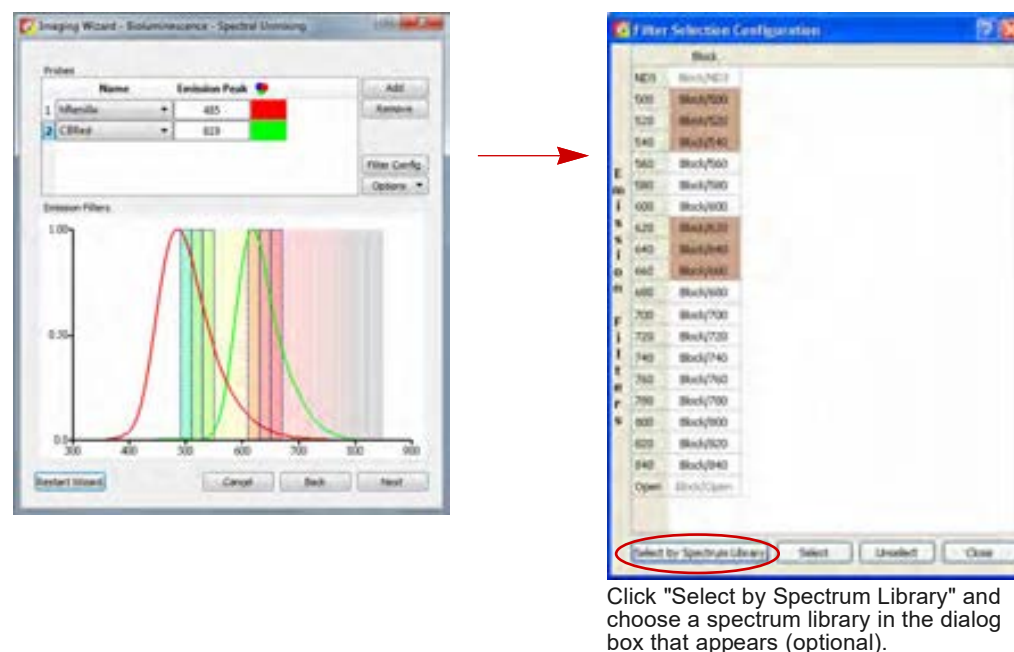 Imaging Wizard - Bioluminescence - Spectral Unmixing
Probes
Name Emission Peak
Add
1 hRenilla 485
Remove
2 CBRed 619
Filter Config
Options
Emission Filters
1.00
0.50
0.0
300 400 500 600 700 800 900
Restart Wizard Cancel Back Next
Filter Selection Configuration
Block
Emission Filters
ND3 Block/ND3
500 Block/500
520 Block/520
540 Block/540
560 Block/560
580 Block/580
600 Block/600
620 Block/620
640 Block/640
660 Block/660
680 Block/680
700 Block/700
720 Block/720
740 Block/740
760 Block/760
780 Block/780
800 Block/800
820 Block/820
840 Block/840
Open Block/Open
Select by Spectrum Library Select Unselect Close
Click "Select by Spectrum Library" and
choose a spectrum library in the dialog
box that appears (optional).